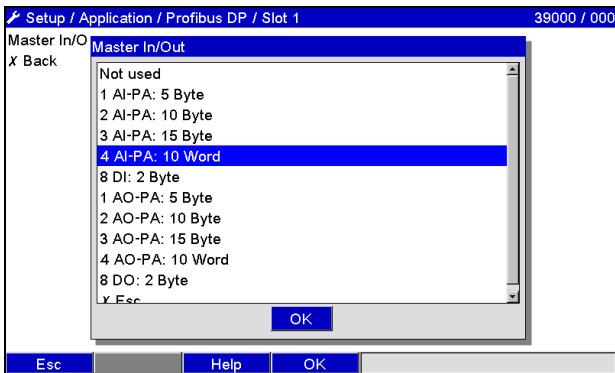 Setup / Application / Profibus DP / Slot 1 39000 / 000
Master In/O
X Back
Master In/Out
Not used
1 AI-PA: 5 Byte
2 AI-PA: 10 Byte
3 AI-PA: 15 Byte
4 AI-PA: 10 Word
8 DI: 2 Byte
1 AO-PA: 5 Byte
2 AO-PA: 10 Byte
3 AO-PA: 15 Byte
4 AO-PA: 10 Word
8 DO: 2 Byte
X Esc
OK
Esc Help OK